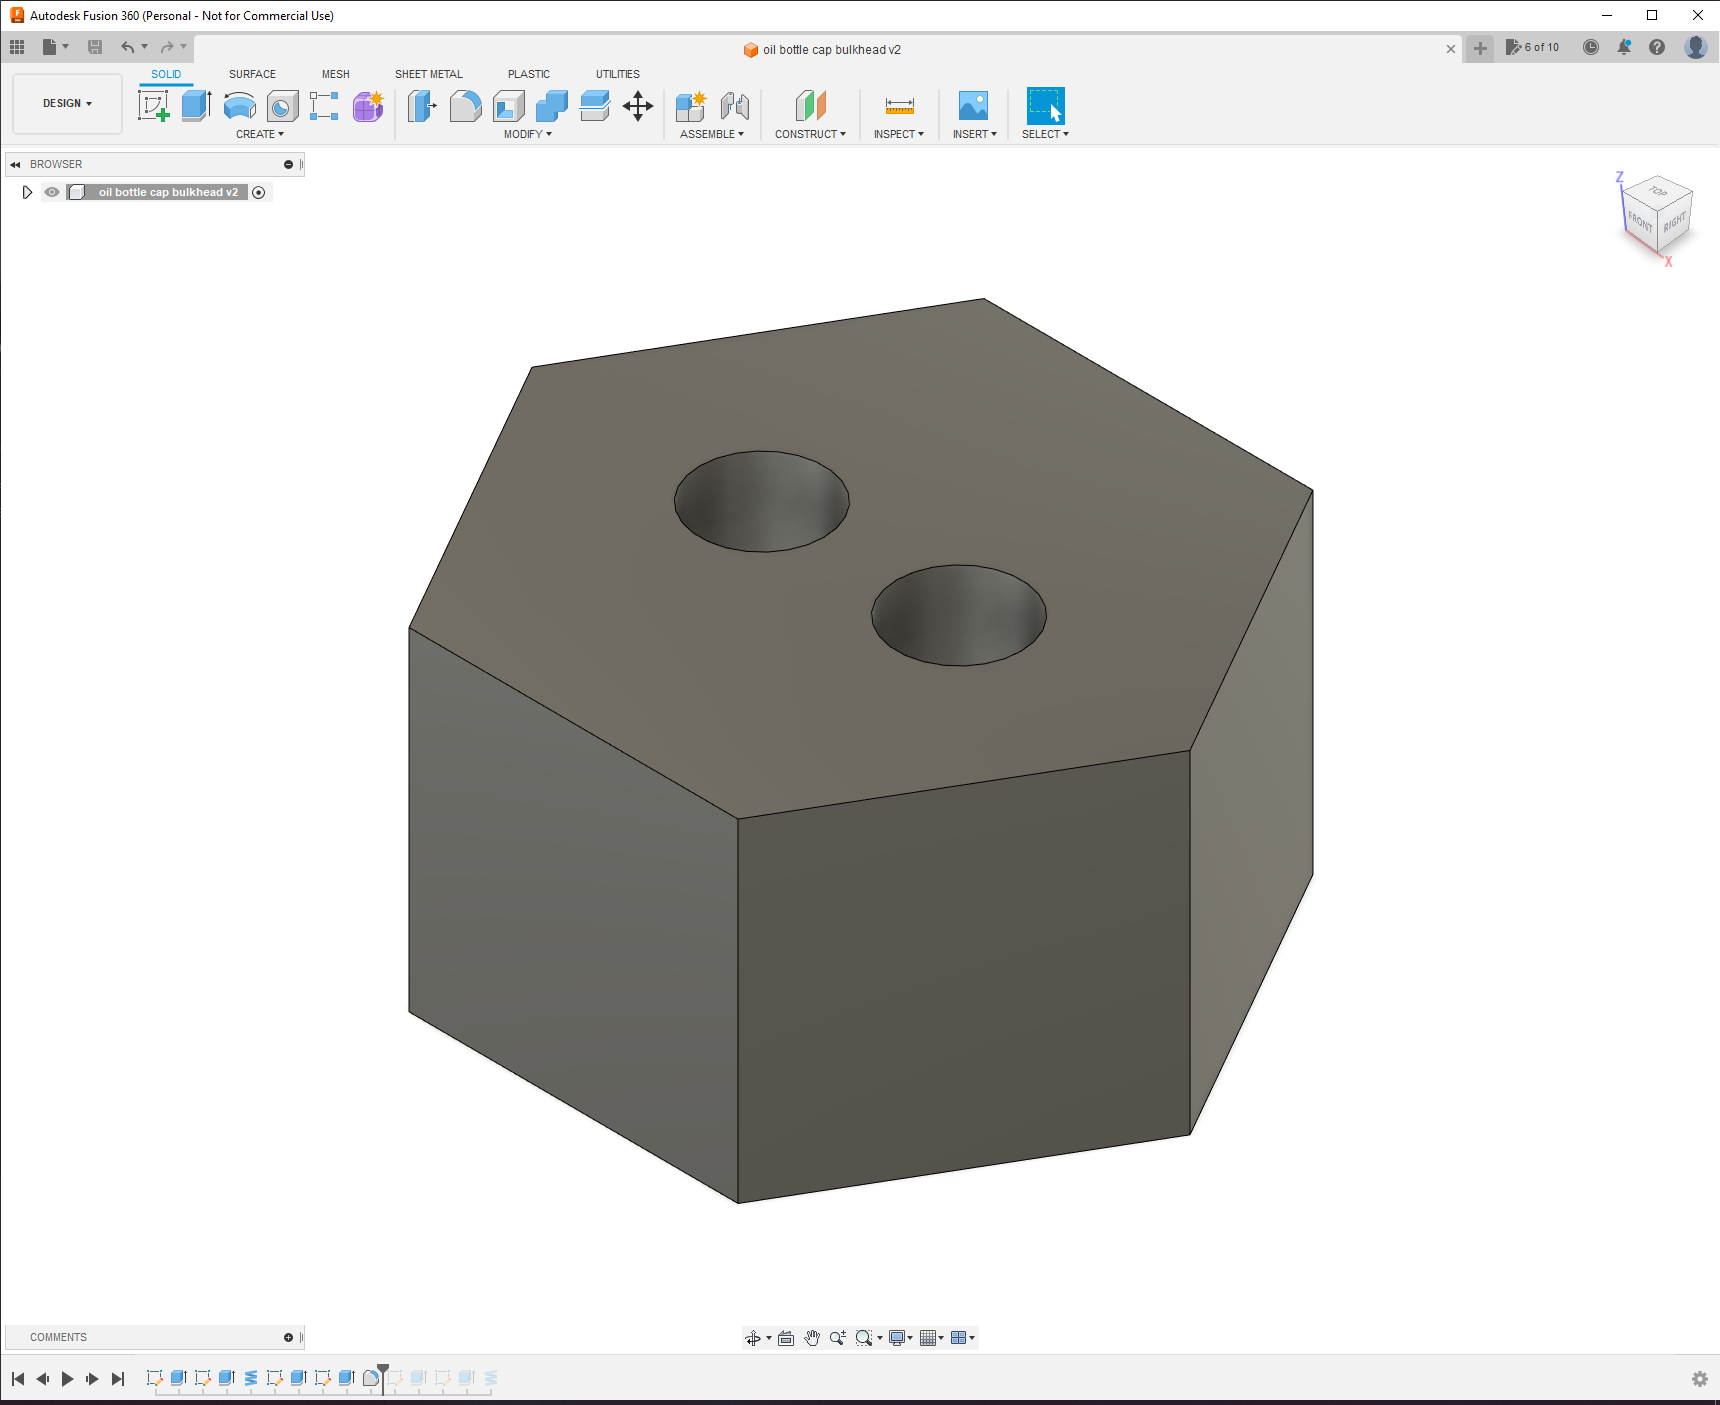 Autodesk Fusion 360 (Personal - Not for Commercial Use)
oil bottle cap bulkhead v2
6 of 10
SOLID SURFACE MESH SHEET METAL PLASTIC UTILITIES
DESIGN
CREATE MODIFY ASSEMBLE CONSTRUCT INSPECT INSERT SELECT
BROWSER
oil bottle cap bulkhead v2
Z
TOP
FRONT RIGHT
X
COMMENTS